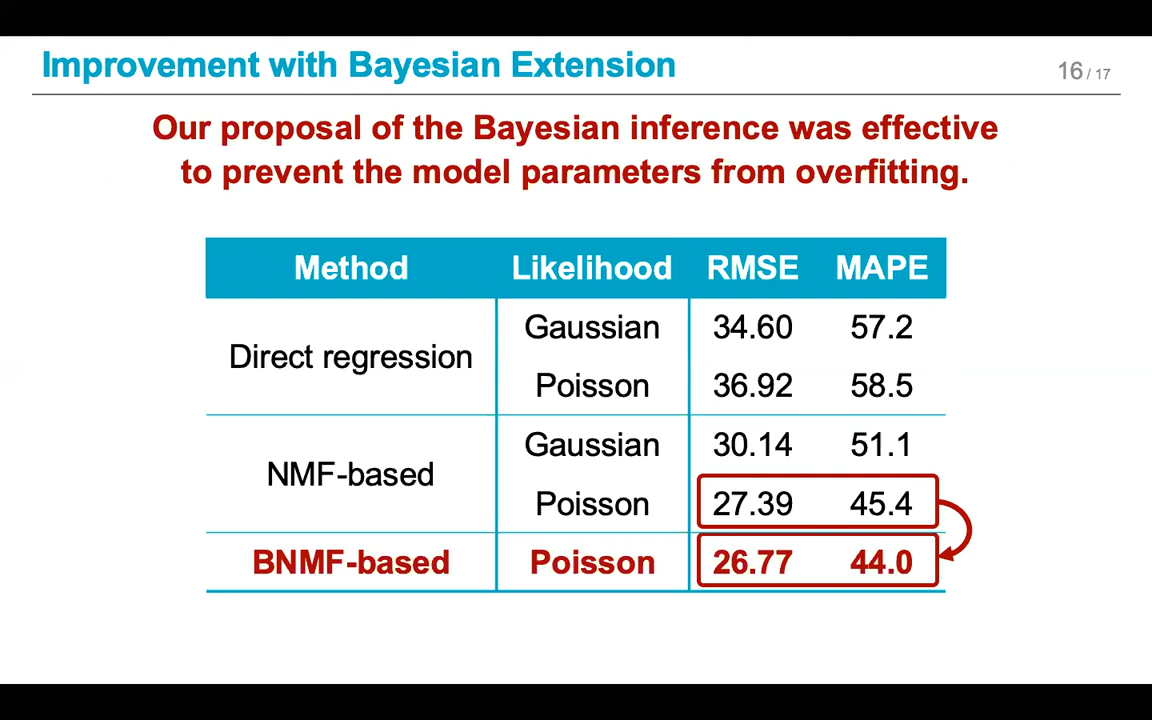 Improvement with Bayesian Extension
16 / 17
Our proposal of the Bayesian inference was effective
to prevent the model parameters from overfitting.
Method Likelihood RMSE MAPE
Direct regression
Gaussian 34.60 57.2
Poisson 36.92 58.5
NMF-based
Gaussian 30.14 51.1
Poisson 27.39 45.4
BNMF-based Poisson 26.77 44.0